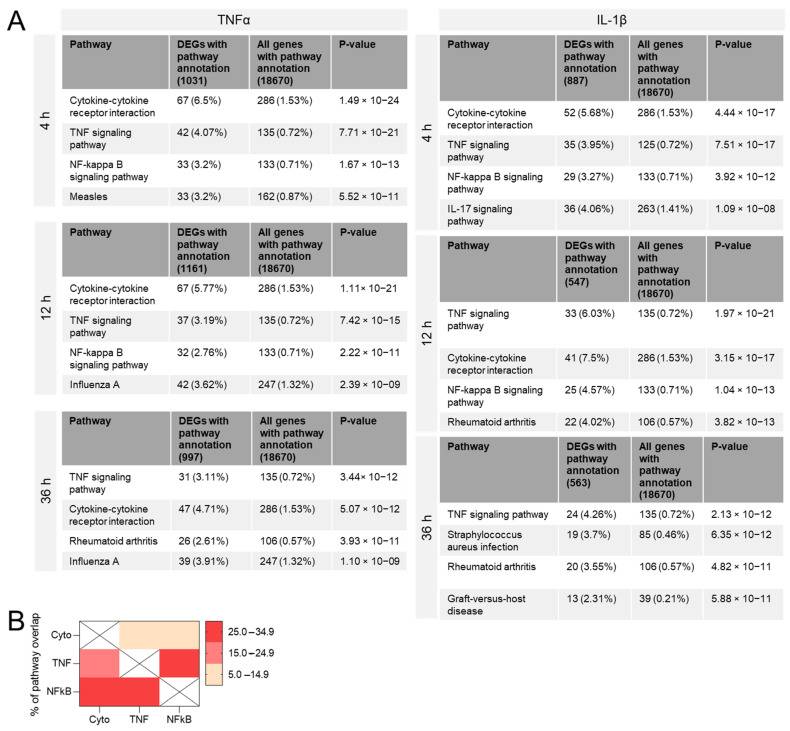 A
TNFα
IL-1β
4 h
Pathway
DEGs with pathway annotation (1031)
All genes with pathway annotation (18670)
P-value
Cytokine-cytokine receptor interaction
67 (6.5%)
286 (1.53%)
1.49 × 10−24
TNF signaling pathway
42 (4.07%)
135 (0.72%)
7.71 × 10−21
NF-kappa B signaling pathway
33 (3.2%)
133 (0.71%)
1.67 × 10−13
Measles
33 (3.2%)
162 (0.87%)
5.52 × 10−11
12 h
Pathway
DEGs with pathway annotation (1161)
All genes with pathway annotation (18670)
P-value
Cytokine-cytokine receptor interaction
67 (5.77%)
286 (1.53%)
1.11× 10−21
TNF signaling pathway
37 (3.19%)
135 (0.72%)
7.42 × 10−15
NF-kappa B signaling pathway
32 (2.76%)
133 (0.71%)
2.22 × 10−11
Influenza A
42 (3.62%)
247 (1.32%)
2.39 × 10−09
36 h
Pathway
DEGs with pathway annotation (997)
All genes with pathway annotation (18670)
P-value
TNF signaling pathway
31 (3.11%)
135 (0.72%)
3.44× 10−12
Cytokine-cytokine receptor interaction
47 (4.71%)
286 (1.53%)
5.07 × 10−12
Rheumatoid arthritis
26 (2.61%)
106 (0.57%)
3.93 × 10−11
Influenza A
39 (3.91%)
247 (1.32%)
1.10 × 10−09
4 h
Pathway
DEGs with pathway annotation (887)
All genes with pathway annotation (18670)
P-value
Cytokine-cytokine receptor interaction
52 (5.68%)
286 (1.53%)
4.44 × 10−17
TNF signaling pathway
35 (3.95%)
125 (0.72%)
7.51 × 10−17
NF-kappa B signaling pathway
29 (3.27%)
133 (0.71%)
3.92 × 10−12
IL-17 signaling pathway
36 (4.06%)
263 (1.41%)
1.09 × 10−08
12 h
Pathway
DEGs with pathway annotation (547)
All genes with pathway annotation (18670)
P-value
TNF signaling pathway
33 (6.03%)
135 (0.72%)
1.97 × 10−21
Cytokine-cytokine receptor interaction
41 (7.5%)
286 (1.53%)
3.15 × 10−17
NF-kappa B signaling pathway
25 (4.57%)
133 (0.71%)
1.04 × 10−13
Rheumatoid arthritis
22 (4.02%)
106 (0.57%)
3.82 × 10−13
36 h
Pathway
DEGs with pathway annotation (563)
All genes with pathway annotation (18670)
P-value
TNF signaling pathway
24 (4.26%)
135 (0.72%)
2.13 × 10−12
Straphylococcus aureus infection
19 (3.7%)
85 (0.46%)
6.35 × 10−12
Rheumatoid arthritis
20 (3.55%)
106 (0.57%)
4.82 × 10−11
Graft-versus-host disease
13 (2.31%)
39 (0.21%)
5.88 × 10−11
B
% of pathway overlap
Cyto
TNF
NFkB
Cyto
TNF
NFkB
25.0–34.9
15.0–24.9
5.0–14.9